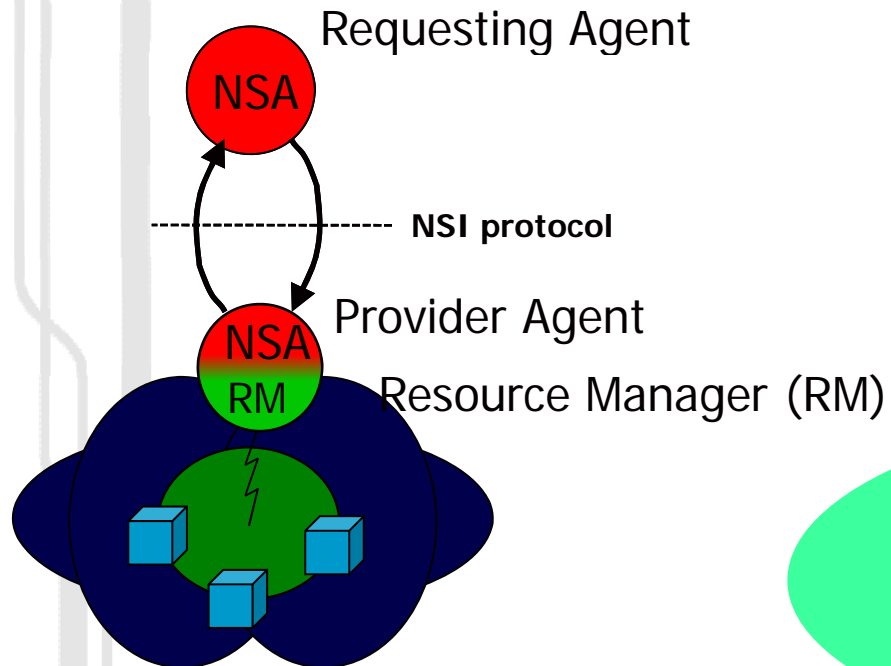 Requesting Agent
NSA
NSI protocol
Provider Agent
NSA
RM
Resource Manager (RM)